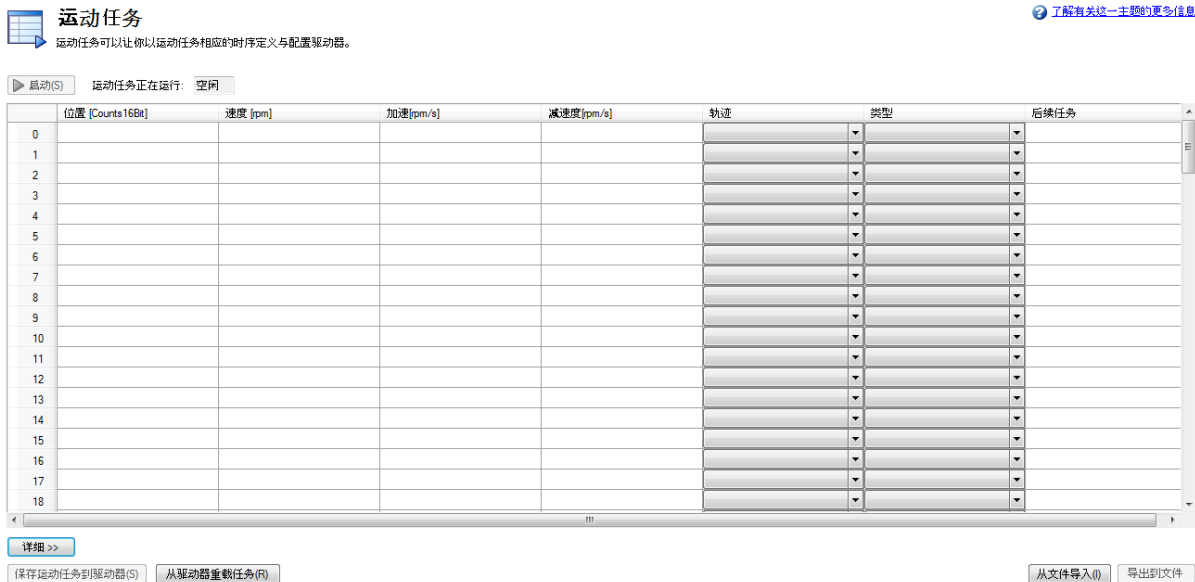 运动任务
了解有关这一主题的更多信息
运动任务可以让你以运动任务相应的时序定义与配置驱动器。
启动(S) 运动任务正在运行: 空闲
位置 [Counts16Bit] 速度 [rpm] 加速[rpm/s] 减速度[rpm/s] 轨迹 类型 后续任务
0
1
2
3
4
5
6
7
8
9
10
11
12
13
14
15
16
17
18
详细 >>
保存运动任务到驱动器(S) 从驱动器重载任务(R) 从文件导入(I) 导出到文件